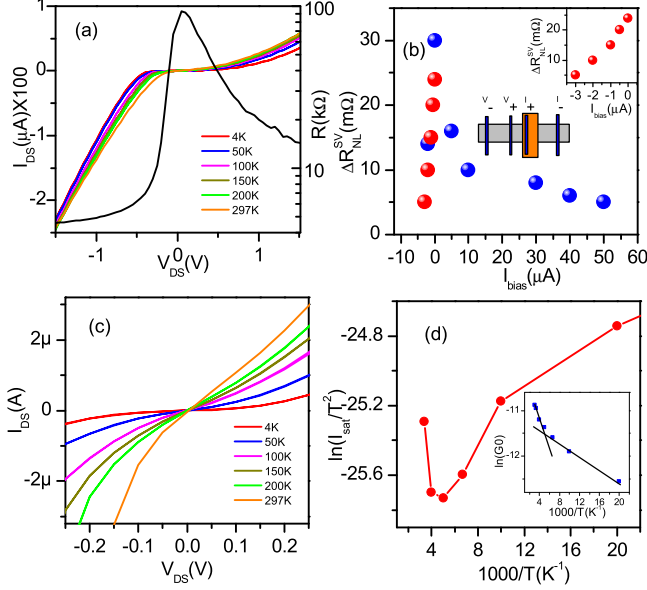 (a)
I_DS(μA)X100
1
0
-1
-2
-1
0
1
V_DS(V)
100
10
R(kΩ)
4K
50K
100K
150K
200K
297K
(b)
ΔR_NL^SV(mΩ)
35
30
25
20
15
10
5
0
-10
0
10
20
30
40
50
60
I_bias(μA)
V-
V+
I+
I-
ΔR_NL^SV(mΩ)
20
10
-3
-2
-1
0
I_bias(μA)
(c)
I_DS(A)
2μ
0
-2μ
-0.2
-0.1
0.0
0.1
0.2
V_DS(V)
4K
50K
100K
150K
200K
297K
(d)
ln(I_sat/T²)
-24.8
-25.2
-25.6
4
8
12
16
20
1000/T(K⁻¹)
ln(G0)
-11
-12
4
8
12
16
20
1000/T(K⁻¹)